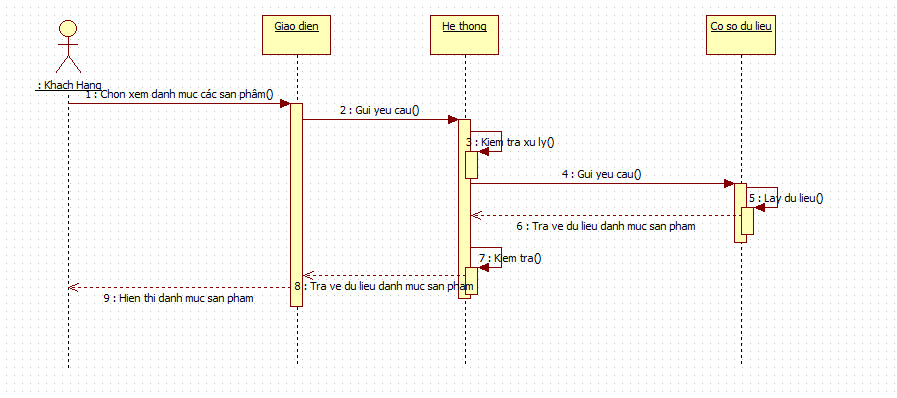 Giao dien
He thong
Co so du lieu
: Khach Hang
1 : Chon xem danh muc các san phâm()
2 : Gui yeu cau()
3 : Kiem tra xu ly()
4 : Gui yeu cau()
5 : Lay du lieu()
6 : Tra ve du lieu danh muc san pham
7 : Kiem tra()
8 : Tra ve du lieu danh muc san pham
9 : Hien thi danh muc san pham